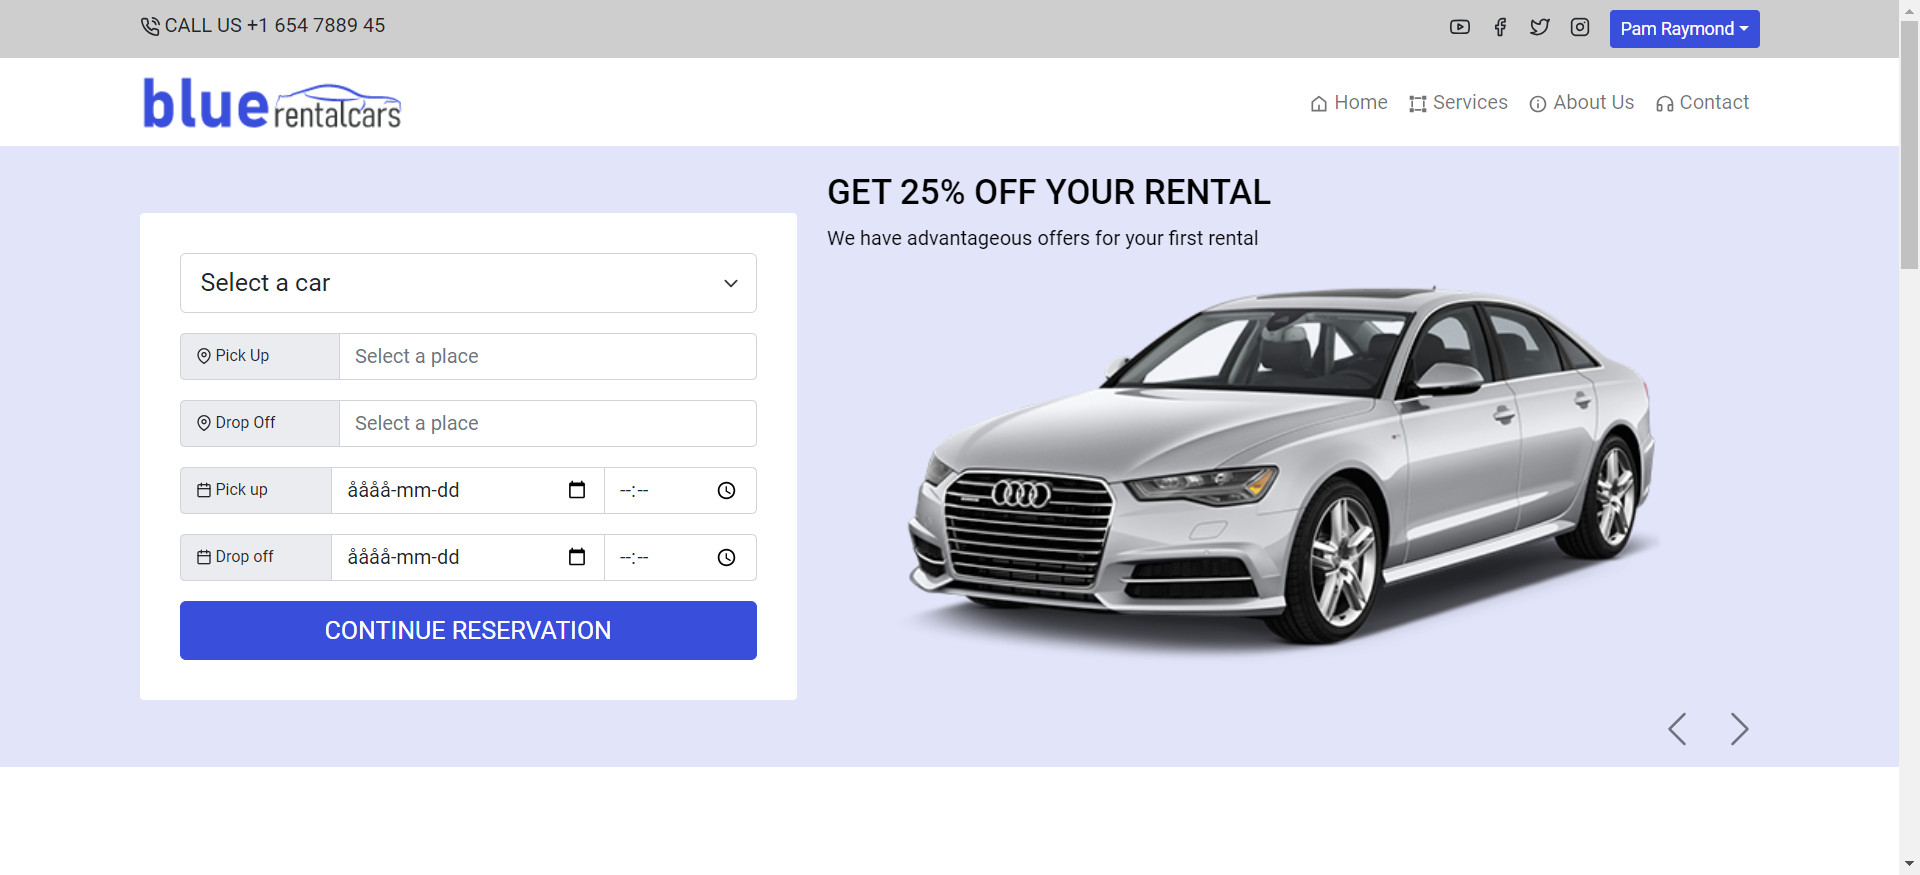 CALL US +1 654 7889 45
Pam Raymond
blue rentalcars
Home Services About Us Contact
GET 25% OFF YOUR RENTAL
We have advantageous offers for your first rental
Select a car
Pick Up Select a place
Drop Off Select a place
Pick up åååå-mm-dd --:--
Drop off åååå-mm-dd --:--
CONTINUE RESERVATION